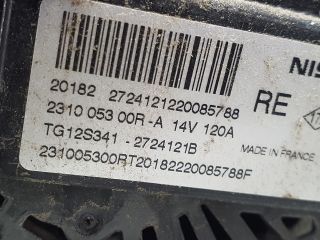 NIS
20182 2724121220085788
2310 053 00R-A 14V 120A
RE
TG12S341 - 2724121B
MADE IN FRANCE
231005300RT20182220085788F